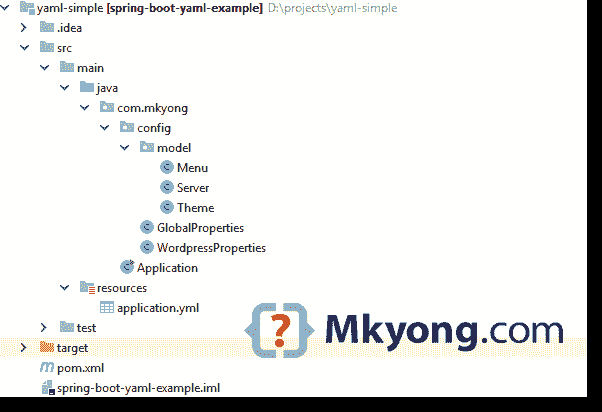 yaml-simple [spring-boot-yaml-example] D:\projects\yaml-simple
.idea
src
main
java
com.mkyong
config
model
Menu
Server
Theme
GlobalProperties
WordpressProperties
Application
resources
application.yml
test
target
pom.xml
spring-boot-yaml-example.iml
{?} Mkyong.com